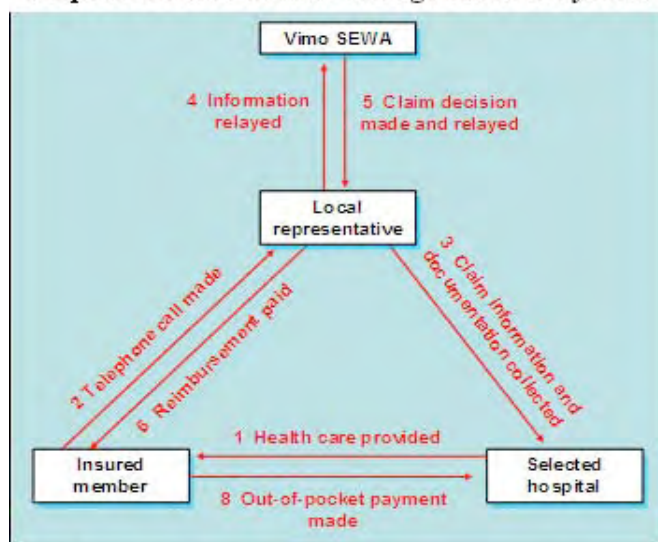 Vimo SEWA
4 Information
relayed
5 Claim decision
made and relayed
Local
representative
2 Telephone call made
6 Reimbursement paid
3 Claim information and
documentation collected
1 Health care provided
Insured
member
Selected
hospital
8 Out-of-pocket payment
made